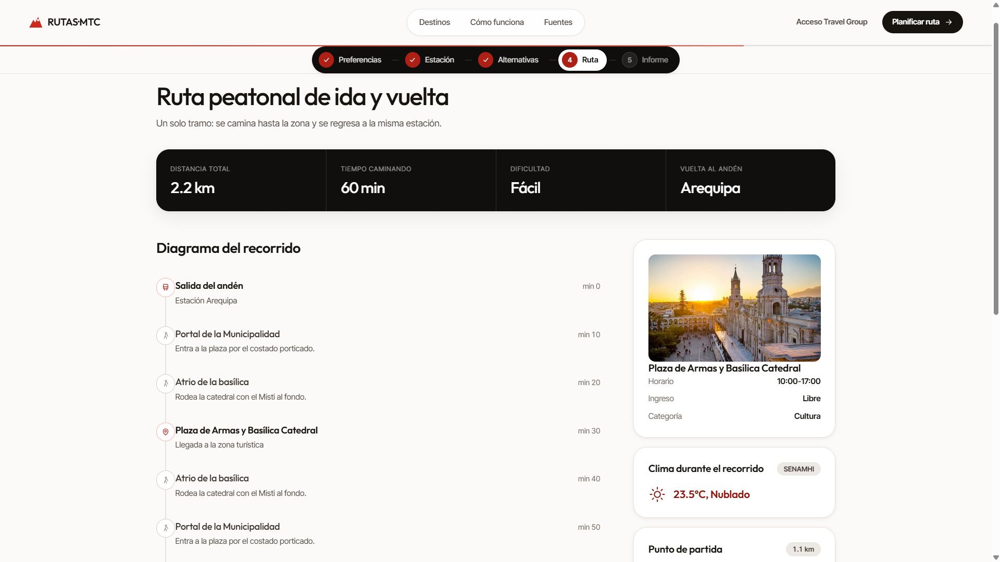 RUTAS·MTC
Destinos
Cómo funciona
Fuentes
Acceso Travel Group
Planificar ruta →
Preferencias
Estación
Alternativas
4 Ruta
5 Informe
Ruta peatonal de ida y vuelta
Un solo tramo: se camina hasta la zona y se regresa a la misma estación.
DISTANCIA TOTAL
2.2 km
TIEMPO CAMINANDO
60 min
DIFICULTAD
Fácil
VUELTA AL ANDÉN
Arequipa
Diagrama del recorrido
Salida del andén
min 0
Estación Arequipa
Portal de la Municipalidad
min 10
Entra a la plaza por el costado porticado.
Atrio de la basílica
min 20
Rodea la catedral con el Misti al fondo.
Plaza de Armas y Basílica Catedral
min 30
Llegada a la zona turística
Atrio de la basílica
min 40
Rodea la catedral con el Misti al fondo.
Portal de la Municipalidad
min 50
Entra a la plaza por el costado porticado.
Plaza de Armas y Basílica Catedral
Horario 10:00-17:00
Ingreso Libre
Categoría Cultura
Clima durante el recorrido SENAMHI
23.5°C, Nublado
Punto de partida 1.1 km